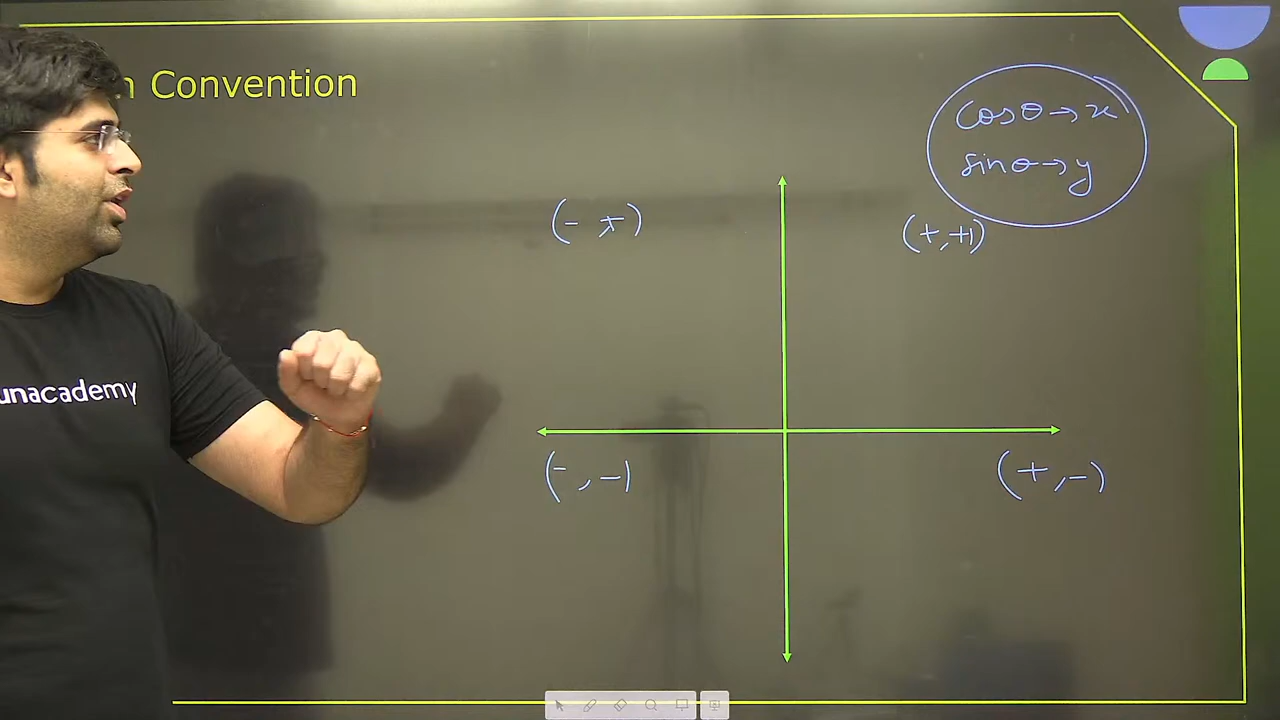 n Convention
cosθ→x
sinθ→y
(- ,+)
(+,+)
unacademy
(-,-)
(+,-)